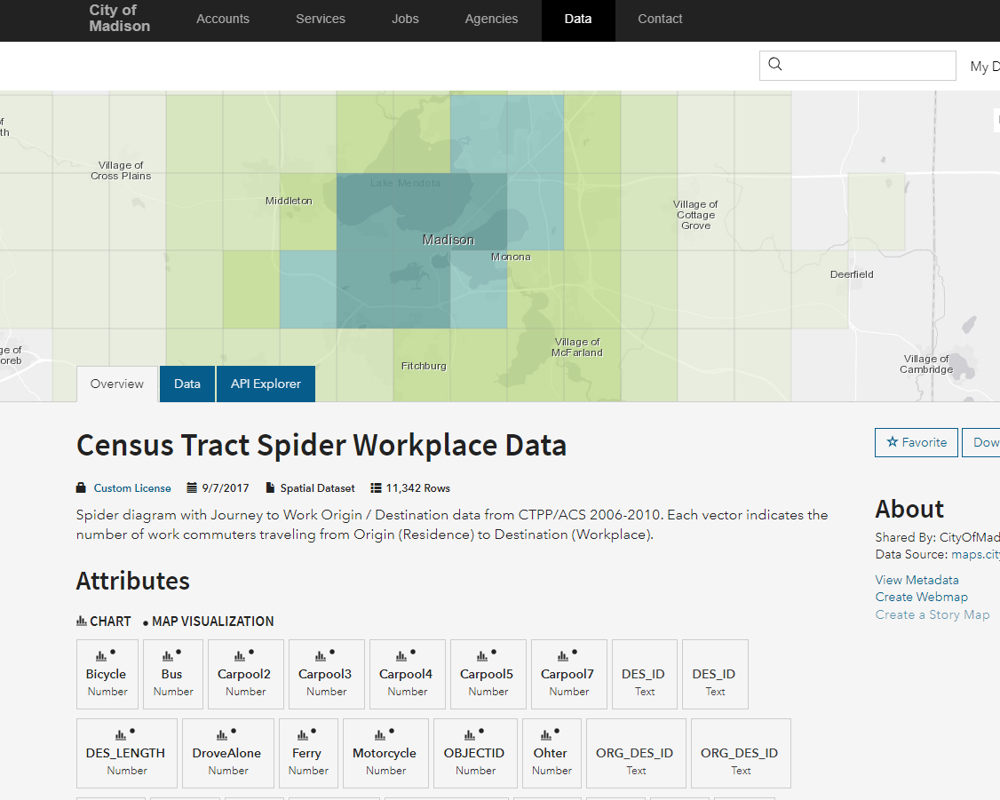 City of
Madison
Accounts
Services
Jobs
Agencies
Data
Contact
My D
Village of
Cross Plains
Middleton
Lake Mendota
Madison
Monona
Village of
Cottage
Grove
Deerfield
Village of
McFarland
Fitchburg
Village of
Cambridge
ge of
oreb
Overview
Data
API Explorer
Census Tract Spider Workplace Data
Favorite
Dow
Custom License
9/7/2017
Spatial Dataset
11,342 Rows
Spider diagram with Journey to Work Origin / Destination data from CTPP/ACS 2006-2010. Each vector indicates the
number of work commuters traveling from Origin (Residence) to Destination (Workplace).
About
Shared By: CityOfMad
Data Source: maps.city
View Metadata
Create Webmap
Create a Story Map
Attributes
CHART
MAP VISUALIZATION
Bicycle
Number
Bus
Number
Carpool2
Number
Carpool3
Number
Carpool4
Number
Carpool5
Number
Carpool7
Number
DES_ID
Text
DES_ID
Text
DES_LENGTH
Number
DroveAlone
Number
Ferry
Number
Motorcycle
Number
OBJECTID
Number
Ohter
Number
ORG_DES_ID
Text
ORG_DES_ID
Text